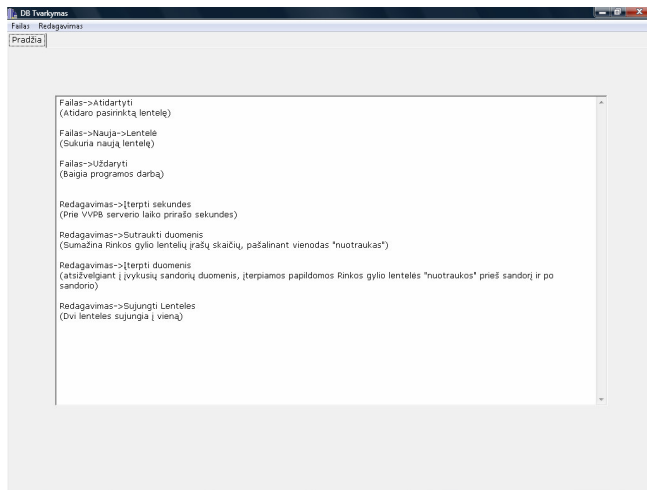 DB Tvarkymas
Failas Redagavimas
Pradžia
Failas->Atidartyti
(Atidaro pasirinktą lentelę)
Failas->Nauja->Lentelė
(Sukuria naują lentelę)
Failas->Uždaryti
(Baigia programos darbą)
Redagavimas->Įterpti sekundes
(Prie VVPB serverio laiko prirašo sekundes)
Redagavimas->Sutraukti duomenis
(Sumažina Rinkos gylio lentelių įrašų skaičių, pašalinant vienodas "nuotraukas")
Redagavimas->Įterpti duomenis
(atsižvelgiant į įvykusių sandorių duomenis, įterpiamos papildomos Rinkos gylio lentelės "nuotraukos" prieš sandorį ir po
sandorio)
Redagavimas->Sujungti Lenteles
(Dvi lenteles sujungia į vieną)